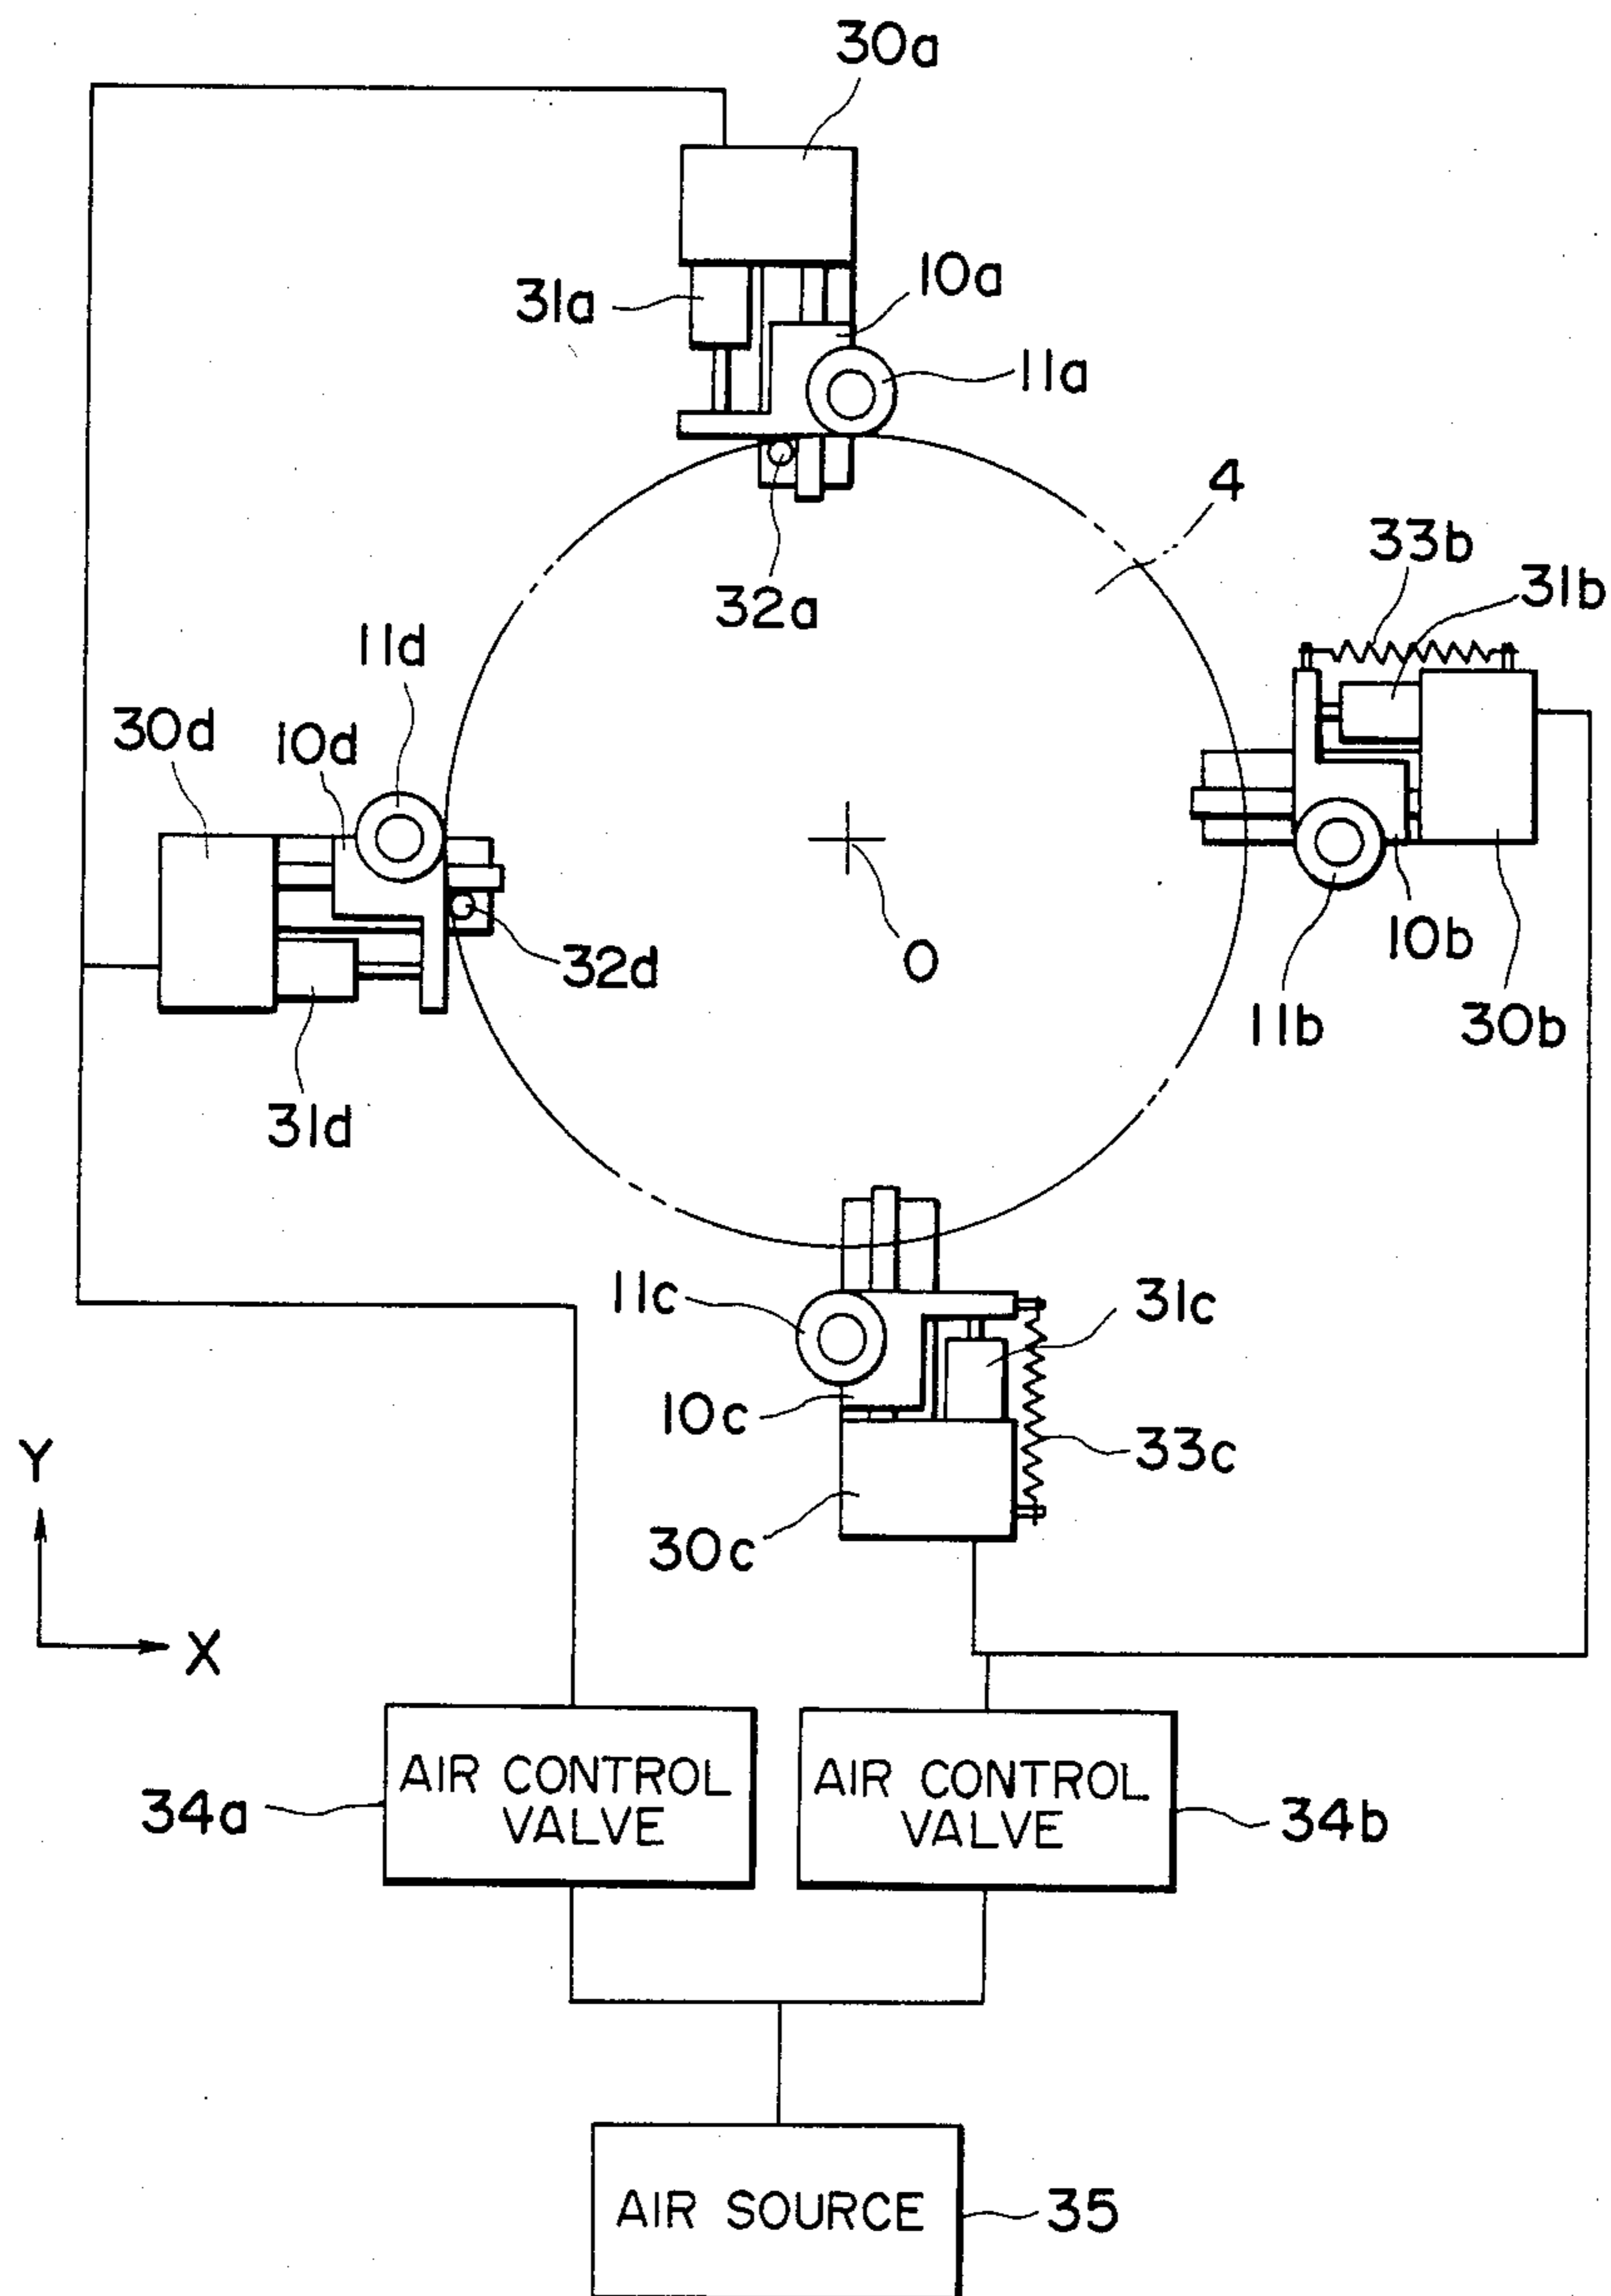 30a
10a
31a
11a
4
33b
31b
32a
11d
30d
10d
32d
O
10b
11b
30b
31d
11c
31c
10c
33c
30c
Y
X
AIR CONTROL
VALVE
34a
AIR CONTROL
VALVE
34b
AIR SOURCE
35